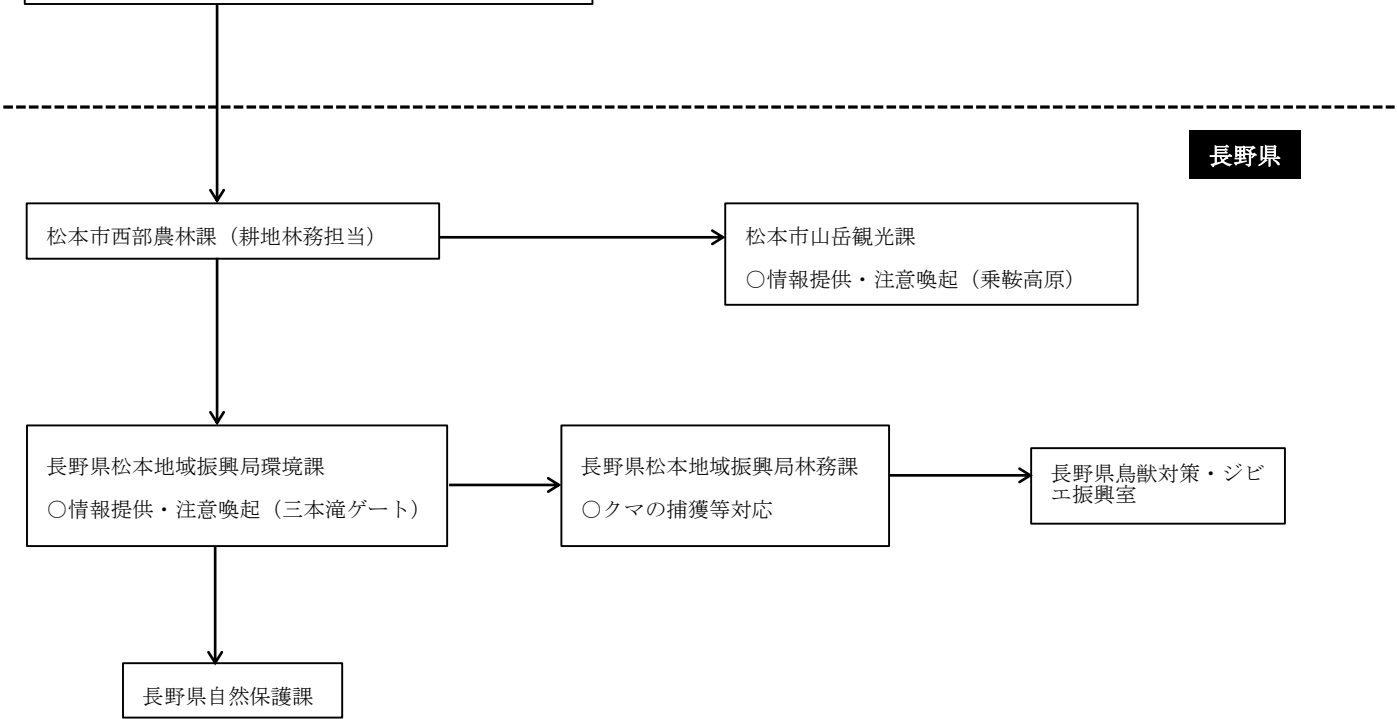 長野県
松本市西部農林課（耕地林務担当）
松本市山岳観光課
○情報提供・注意喚起（乗鞍高原）
長野県松本地域振興局環境課
○情報提供・注意喚起（三本滝ゲート）
長野県松本地域振興局林務課
○クマの捕獲等対応
長野県鳥獣対策・ジビ
エ振興室
長野県自然保護課